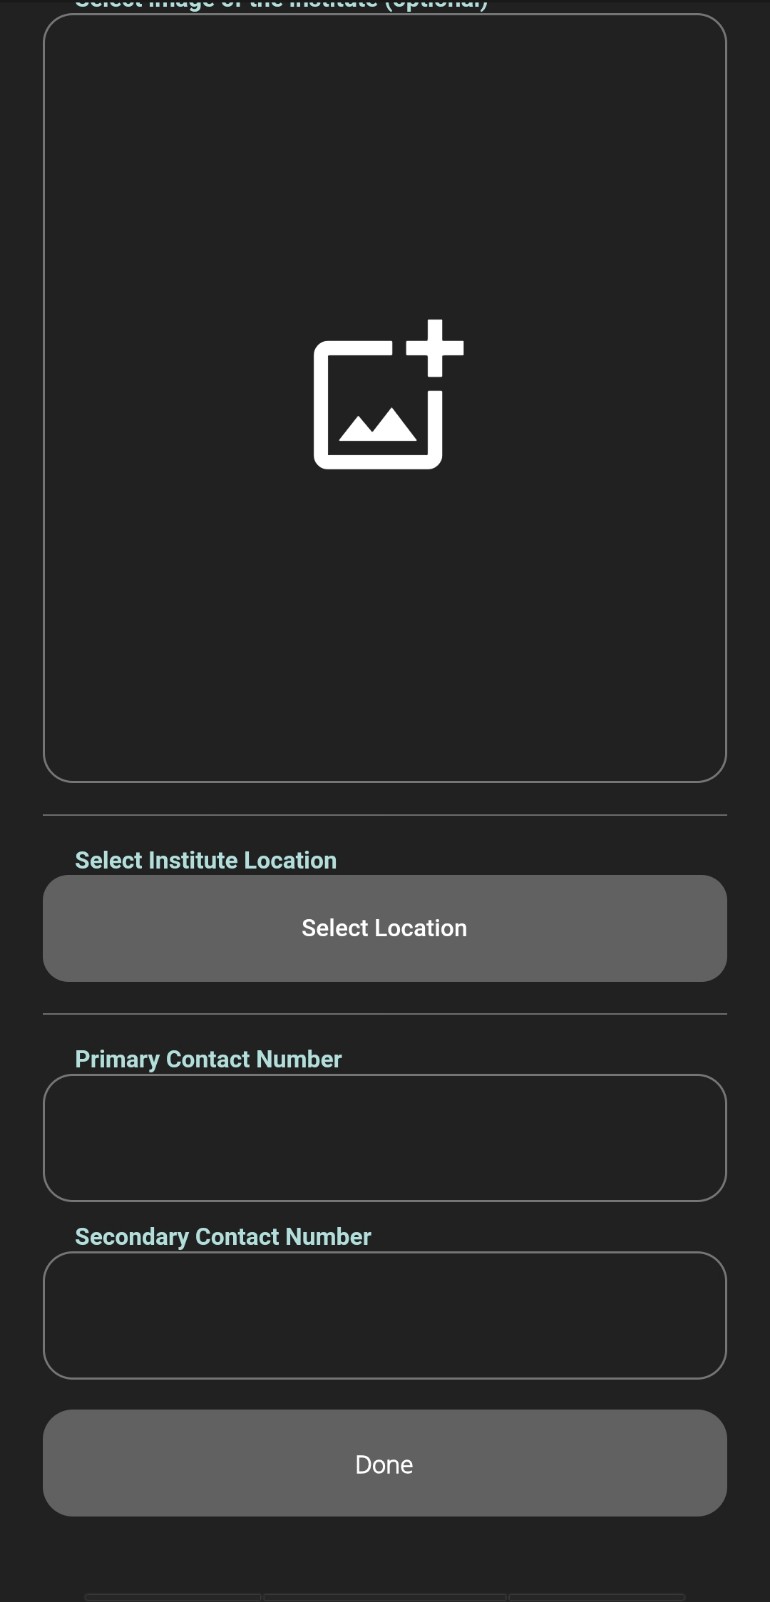 Select Image of the Institute (optional)
Select Institute Location
Select Location
Primary Contact Number
Secondary Contact Number
Done